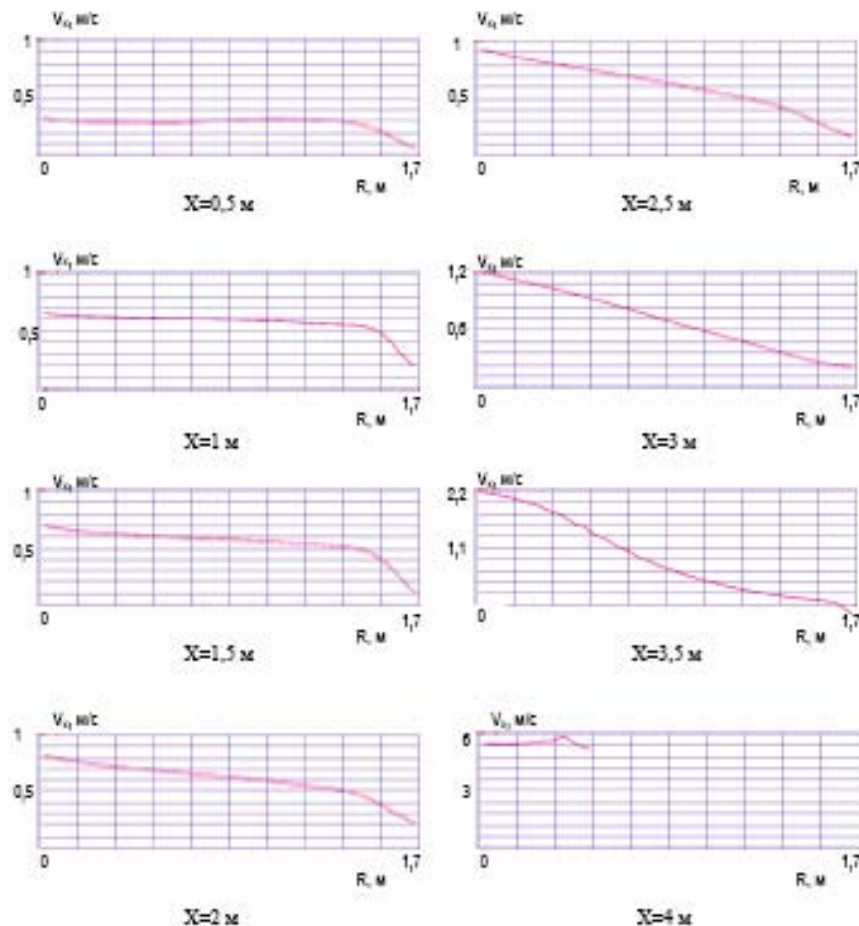 Vx, м/с
1
0,5
0
1,7
R, м
X=0,5 м
Vx, м/с
1
0,5
0
1,7
R, м
X=2,5 м
Vx, м/с
1
0,5
0
1,7
R, м
X=1 м
Vx, м/с
1,2
0,6
0
1,7
R, м
X=3 м
Vx, м/с
1
0,5
0
1,7
R, м
X=1,5 м
Vx, м/с
2,2
1,1
0
1,7
R, м
X=3,5 м
Vx, м/с
1
0,5
0
1,7
R, м
X=2 м
Vx, м/с
6
3
0
1,7
R, м
X=4 м